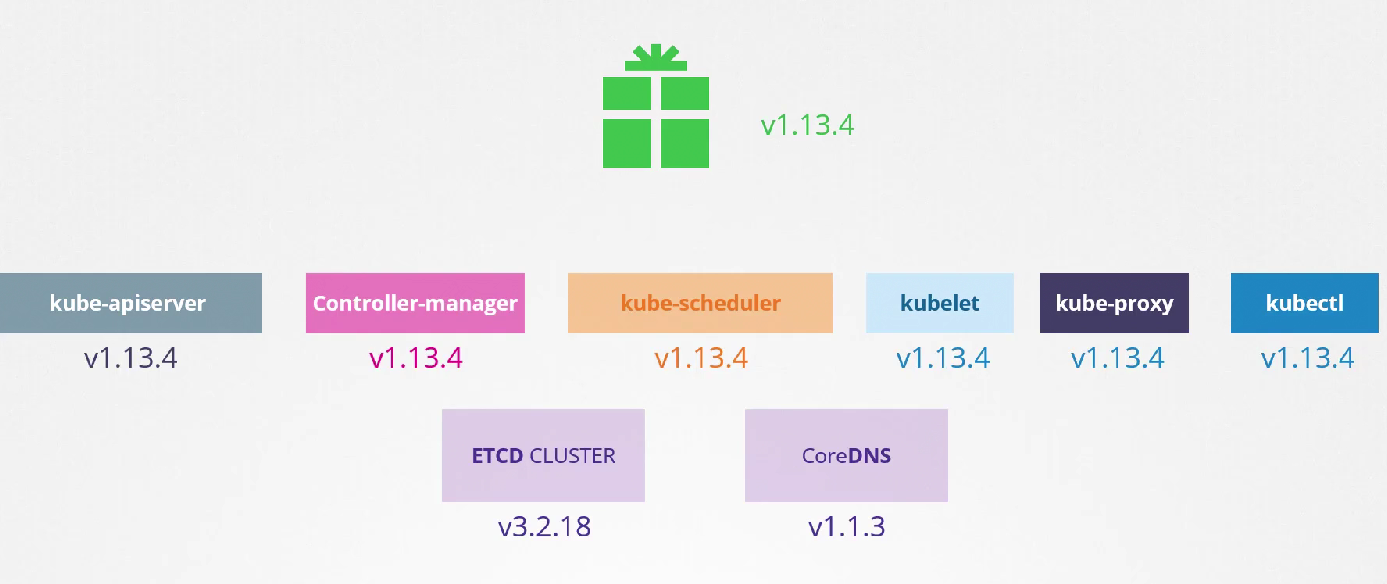 v1.13.4
kube-apiserver
Controller-manager
kube-scheduler
kubelet
kube-proxy
kubectl
v1.13.4
v1.13.4
v1.13.4
v1.13.4
v1.13.4
v1.13.4
ETCD CLUSTER
CoreDNS
v3.2.18
v1.1.3